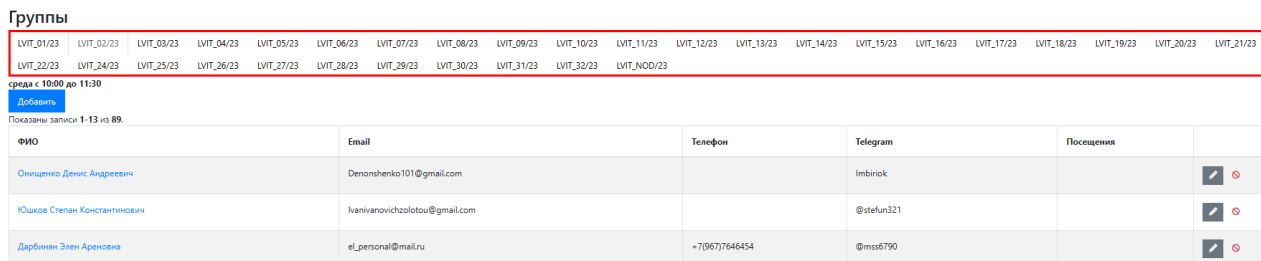 Группы
LVIT_01/23 LVIT_02/23 LVIT_03/23 LVIT_04/23 LVIT_05/23 LVIT_06/23 LVIT_07/23 LVIT_08/23 LVIT_09/23 LVIT_10/23 LVIT_11/23 LVIT_12/23 LVIT_13/23 LVIT_14/23 LVIT_15/23 LVIT_16/23 LVIT_17/23 LVIT_18/23 LVIT_19/23 LVIT_20/23 LVIT_21/23
LVIT_22/23 LVIT_24/23 LVIT_25/23 LVIT_26/23 LVIT_27/23 LVIT_28/23 LVIT_29/23 LVIT_30/23 LVIT_31/23 LVIT_32/23 LVIT_NOD/23
среда с 10:00 до 11:30
Добавить
Показаны записи 1-13 из 89.
ФИО Email Телефон Telegram Посещения
Онищенко Денис Андреевич Denonshenko101@gmail.com Imbiriok
Юшков Степан Константинович Ivanivanovichzolotou@gmail.com @stefun321
Дарбинян Элен Ареновна el_personal@mail.ru +7(967)7646454 @mss6790